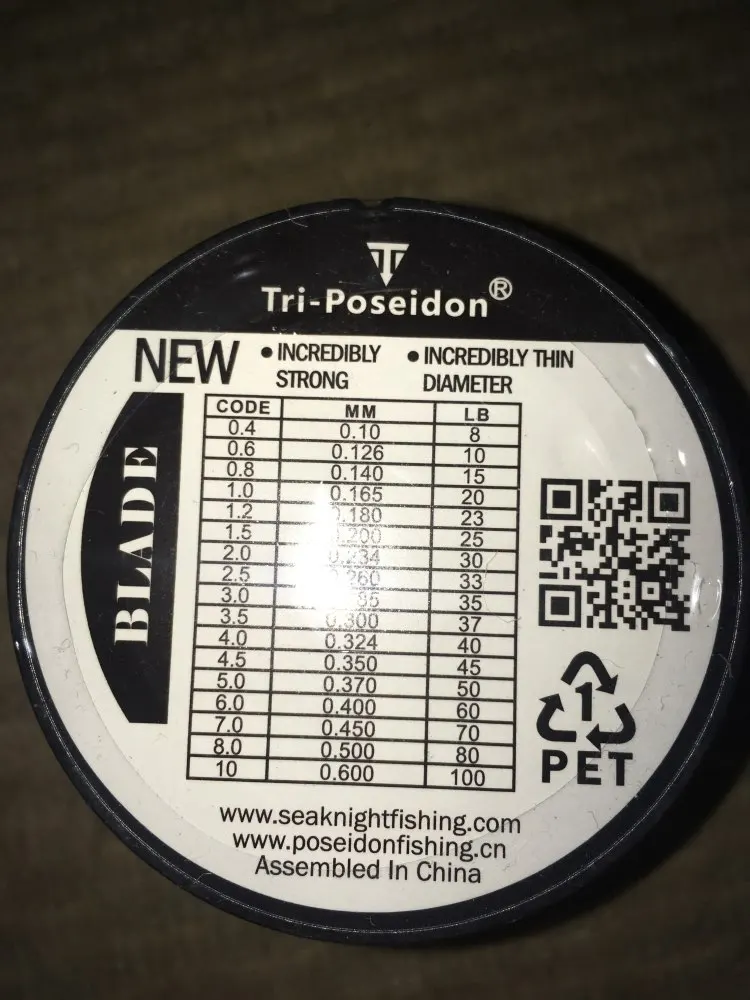 Tri-Poseidon®
NEW
• INCREDIBLY STRONG
• INCREDIBLY THIN DIAMETER
BLADE
CODE MM LB
0.4 0.10 8
0.6 0.126 10
0.8 0.140 15
1.0 0.165 20
1.2 0.180 23
1.5 25
2.0 30
2.5 33
3.0 35
3.5 0.300 37
4.0 0.324 40
4.5 0.350 45
5.0 0.370 50
6.0 0.400 60
7.0 0.450 70
8.0 0.500 80
10 0.600 100
1
PET
www.seaknightfishing.com
www.poseidonfishing.cn
Assembled In China